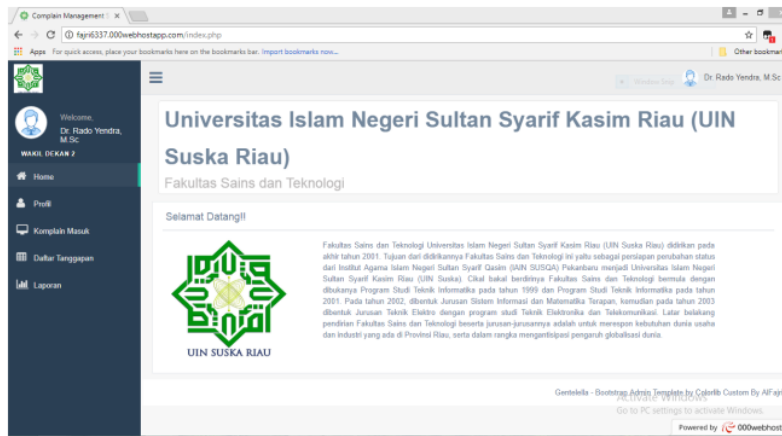 Complain Management S
fajri6337.000webhostapp.com/index.php
Apps For quick access, place your bookmarks here on the bookmarks bar. Import bookmarks now...
Other bookmar
Dr. Rado Yendra, M.Sc
Welcome,
Dr. Rado Yendra,
M.Sc
WAKIL DEKAN 2
Home
Profil
Komplain Masuk
Daftar Tanggapan
Laporan
Universitas Islam Negeri Sultan Syarif Kasim Riau (UIN
Suska Riau)
Fakultas Sains dan Teknologi
Selamat Datang!!
UIN SUSKA RIAU
Fakultas Sains dan Teknologi Universitas Islam Negeri Sultan Syarif Kasim Riau (UIN Suska Riau) didirikan pada
akhir tahun 2001. Tujuan dari didirikannya Fakultas Sains dan Teknologi ini yaitu sebagai persiapan perubahan status
dari Institut Agama Islam Negeri Sultan Syarif Qasim (IAIN SUSQA) Pekanbaru menjadi Universitas Islam Negeri
Sultan Syarif Kasim Riau (UIN Suska). Cikal bakal berdirinya Fakultas Sains dan Teknologi bermula dengan
dibukanya Program Studi Teknik Informatika pada tahun 1999 dan Program Studi Teknik Informatika pada tahun
2001. Pada tahun 2002, dibentuk Jurusan Sistem Informasi dan Matematika Terapan, kemudian pada tahun 2003
dibentuk Jurusan Teknik Elektro dengan program studi Teknik Elektronika dan Telekomunikasi. Latar belakang
pendirian Fakultas Sains dan Teknologi beserta jurusan-jurusannya adalah untuk merespon kebutuhan dunia usaha
dan industri yang ada di Provinsi Riau, serta dalam rangka mengantisipasi pengaruh globalisasi dunia.
Gentelella - Bootstrap Admin Template by Colorlib Custom By AlFajri
Activate Windows
Go to PC settings to activate Windows.
Powered by 000webhost